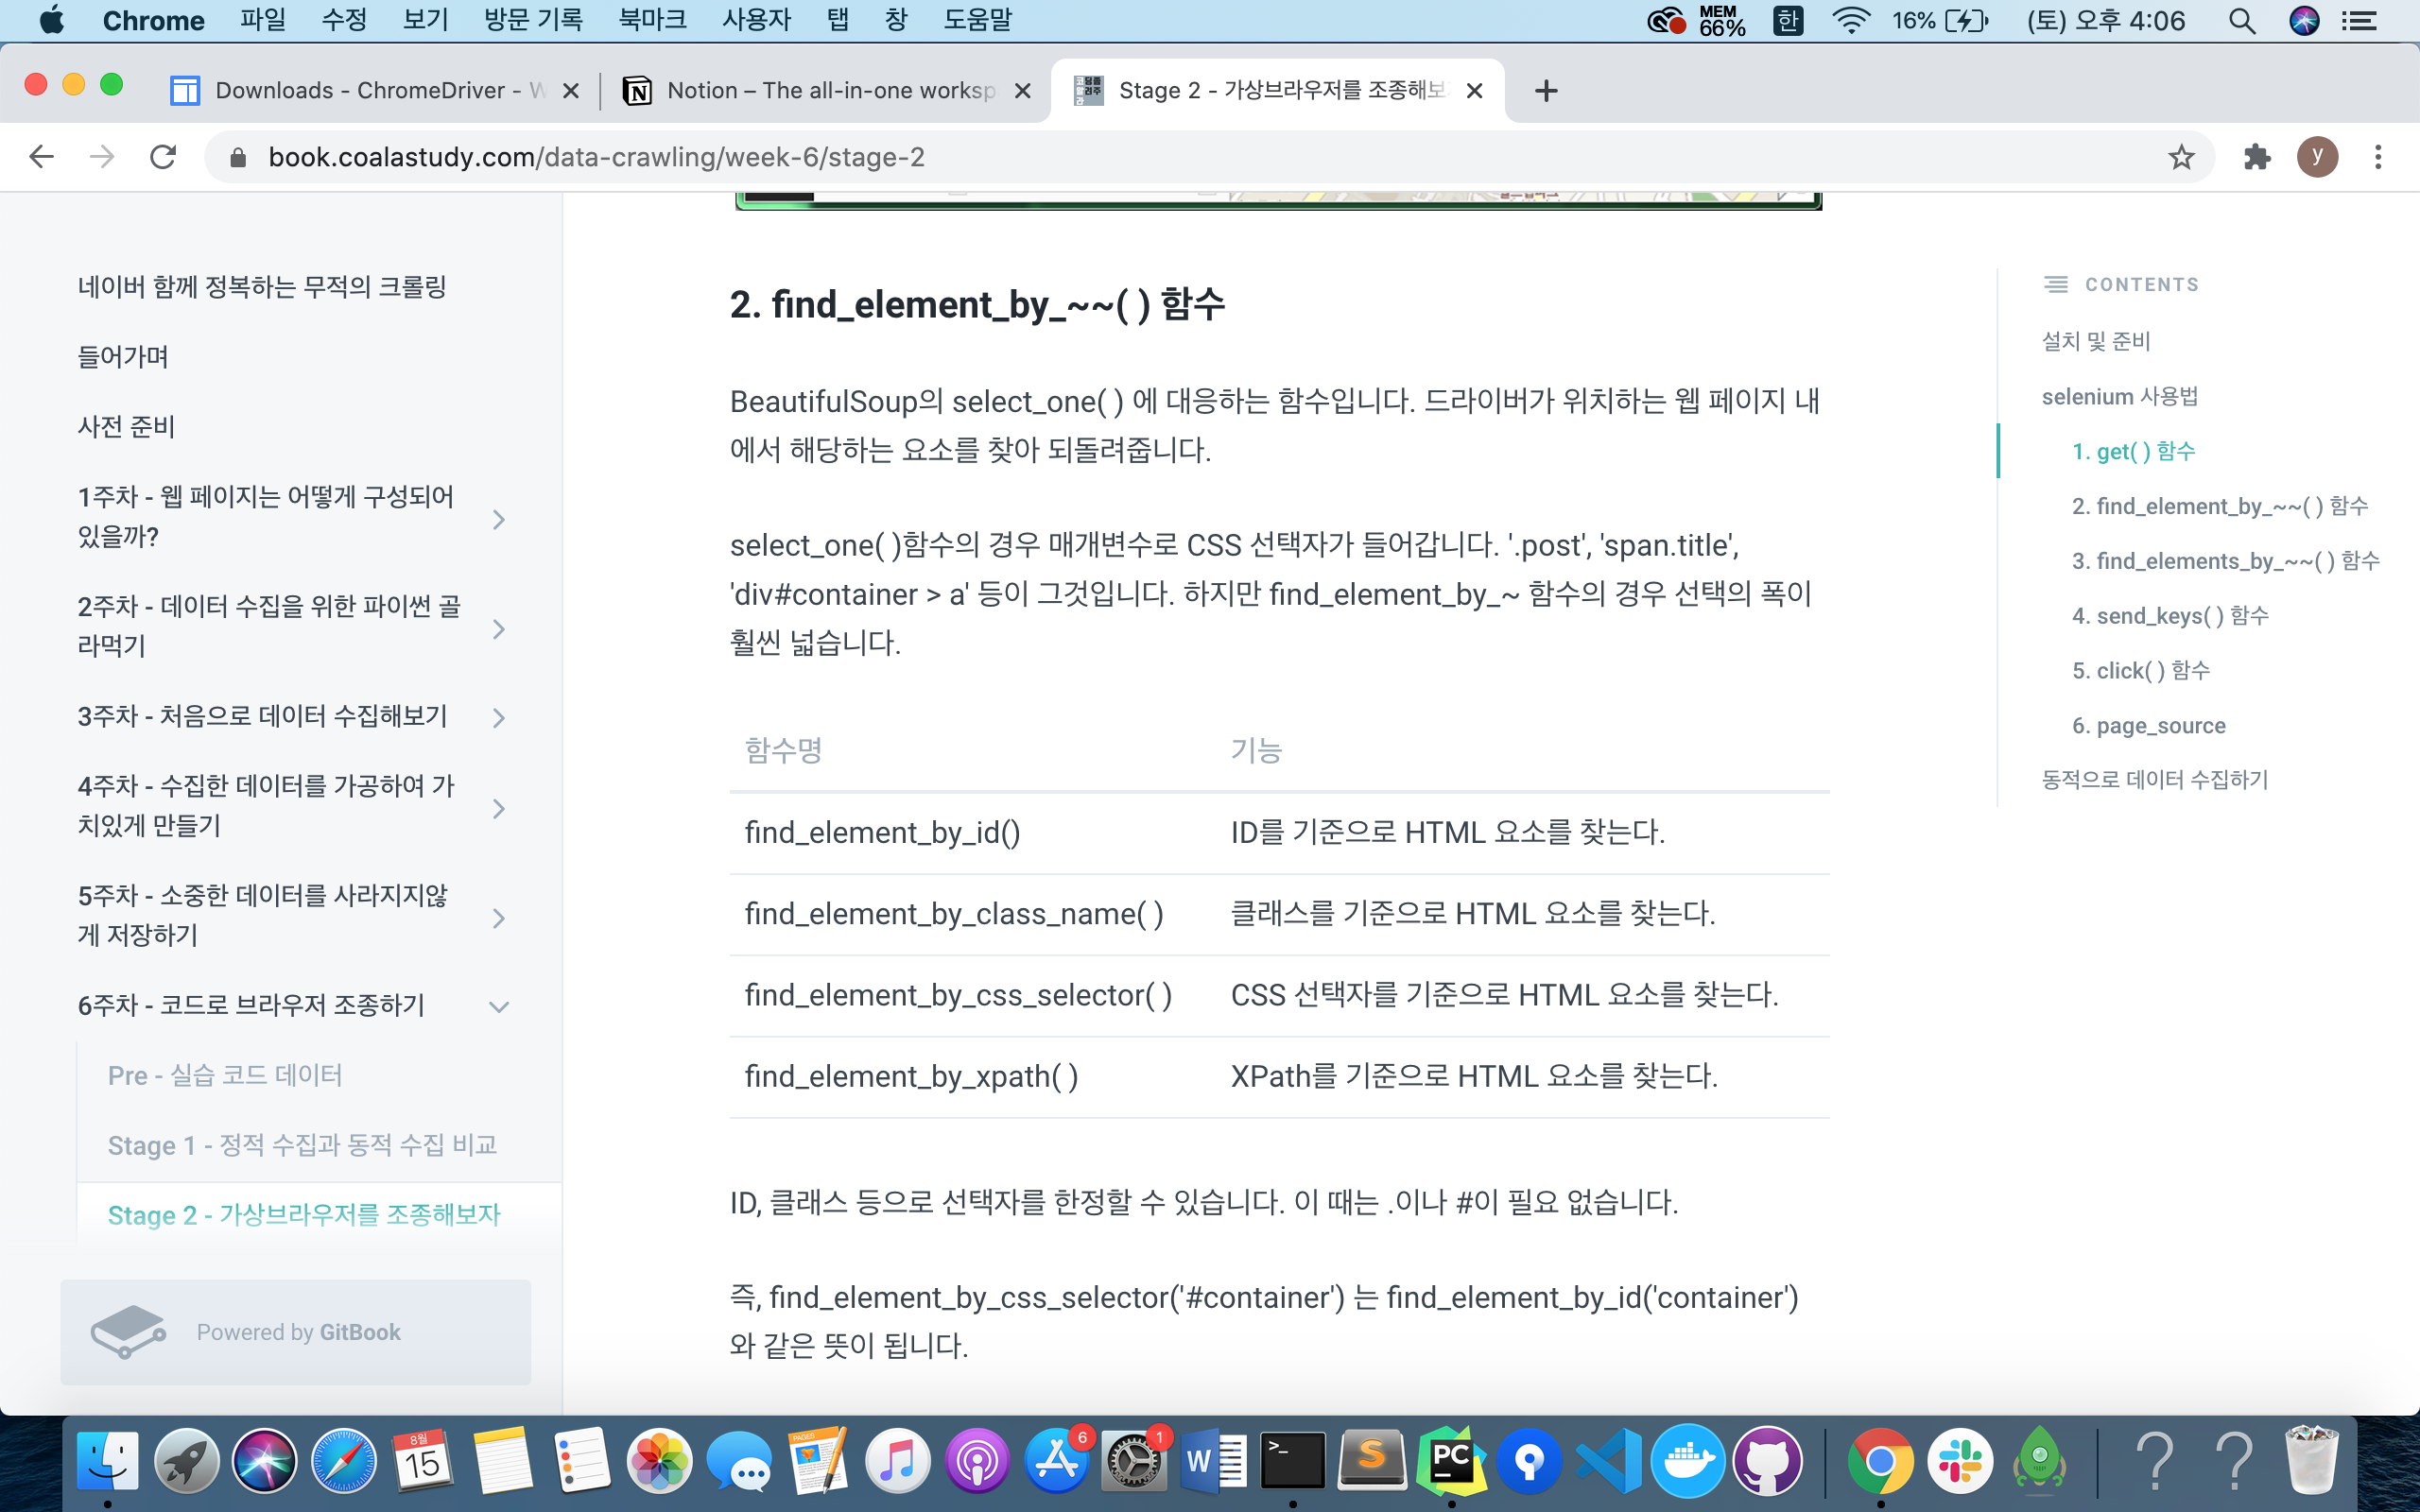 Chrome 파일 수정 보기 방문 기록 북마크 사용자 탭 창 도움말 MEM 66% 한 16% (토) 오후 4:06
Downloads - ChromeDriver - W
Notion – The all-in-one worksp
Stage 2 - 가상브라우저를 조종해보
book.coalastudy.com/data-crawling/week-6/stage-2
y
네이버 함께 정복하는 무적의 크롤링
들어가며
사전 준비
1주차 - 웹 페이지는 어떻게 구성되어
있을까?
2주차 - 데이터 수집을 위한 파이썬 골
라먹기
3주차 - 처음으로 데이터 수집해보기
4주차 - 수집한 데이터를 가공하여 가
치있게 만들기
5주차 - 소중한 데이터를 사라지지않
게 저장하기
6주차 - 코드로 브라우저 조종하기
Pre - 실습 코드 데이터
Stage 1 - 정적 수집과 동적 수집 비교
Stage 2 - 가상브라우저를 조종해보자
Powered by GitBook
2. find_element_by_~~( ) 함수
BeautifulSoup의 select_one( ) 에 대응하는 함수입니다. 드라이버가 위치하는 웹 페이지 내
에서 해당하는 요소를 찾아 되돌려줍니다.
select_one( )함수의 경우 매개변수로 CSS 선택자가 들어갑니다. '.post', 'span.title',
'div#container > a' 등이 그것입니다. 하지만 find_element_by_~ 함수의 경우 선택의 폭이
훨씬 넓습니다.
함수명 기능
find_element_by_id() ID를 기준으로 HTML 요소를 찾는다.
find_element_by_class_name( ) 클래스를 기준으로 HTML 요소를 찾는다.
find_element_by_css_selector( ) CSS 선택자를 기준으로 HTML 요소를 찾는다.
find_element_by_xpath( ) XPath를 기준으로 HTML 요소를 찾는다.
ID, 클래스 등으로 선택자를 한정할 수 있습니다. 이 때는 .이나 #이 필요 없습니다.
즉, find_element_by_css_selector('#container') 는 find_element_by_id('container')
와 같은 뜻이 됩니다.
CONTENTS
설치 및 준비
selenium 사용법
1. get( ) 함수
2. find_element_by_~~( ) 함수
3. find_elements_by_~~( ) 함수
4. send_keys( ) 함수
5. click( ) 함수
6. page_source
동적으로 데이터 수집하기
8월
15
PAGES
6
1
W
>_
S
PC